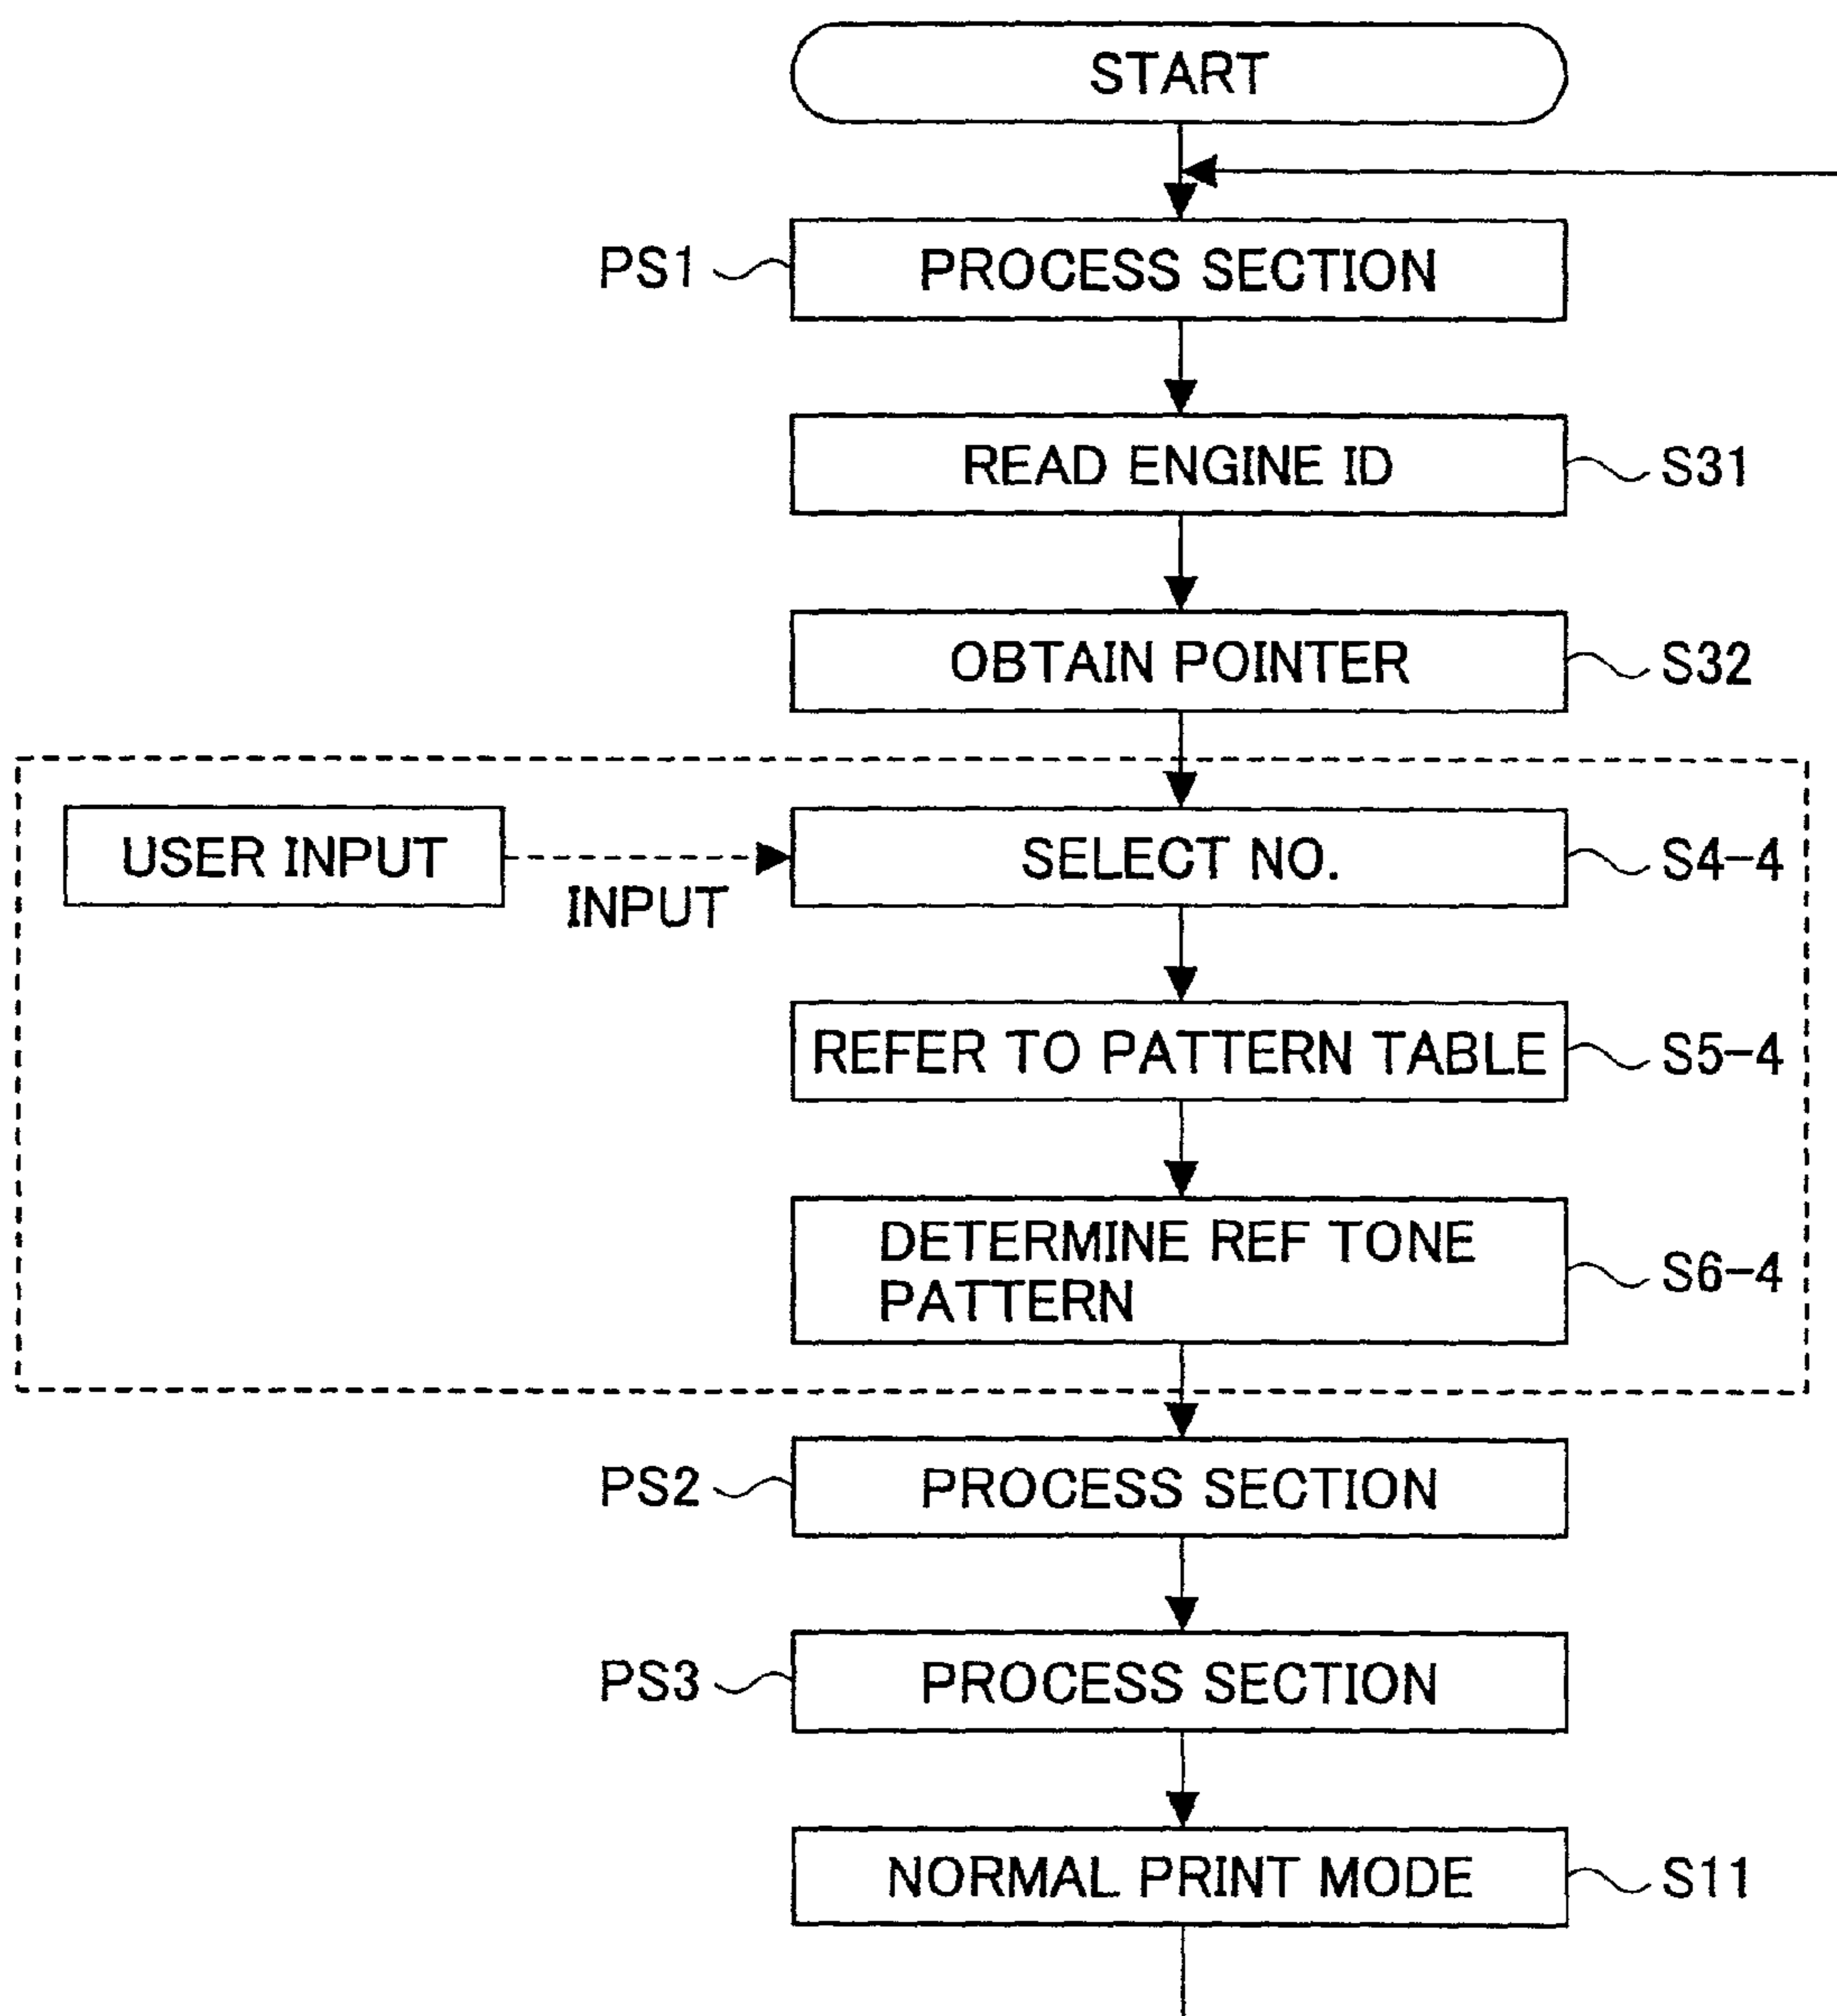 START
PS1 PROCESS SECTION
READ ENGINE ID S31
OBTAIN POINTER S32
USER INPUT INPUT SELECT NO. S4-4
REFER TO PATTERN TABLE S5-4
DETERMINE REF TONE
PATTERN S6-4
PS2 PROCESS SECTION
PS3 PROCESS SECTION
NORMAL PRINT MODE S11